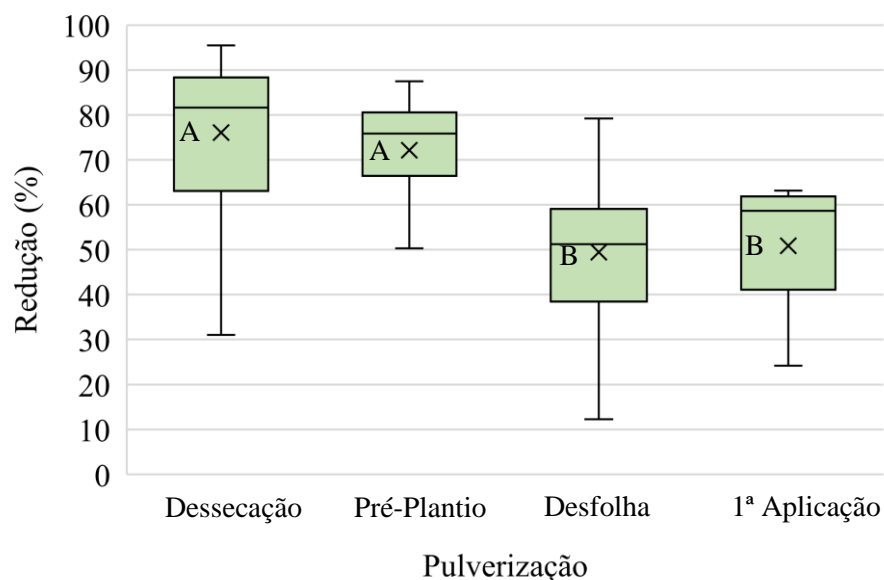 100
90
80
70
60
50
40
30
20
10
0
Redução (%)
A
A
B
B
Dessecação
Pré-Plantio
Desfolha
1ª Aplicação
Pulverização